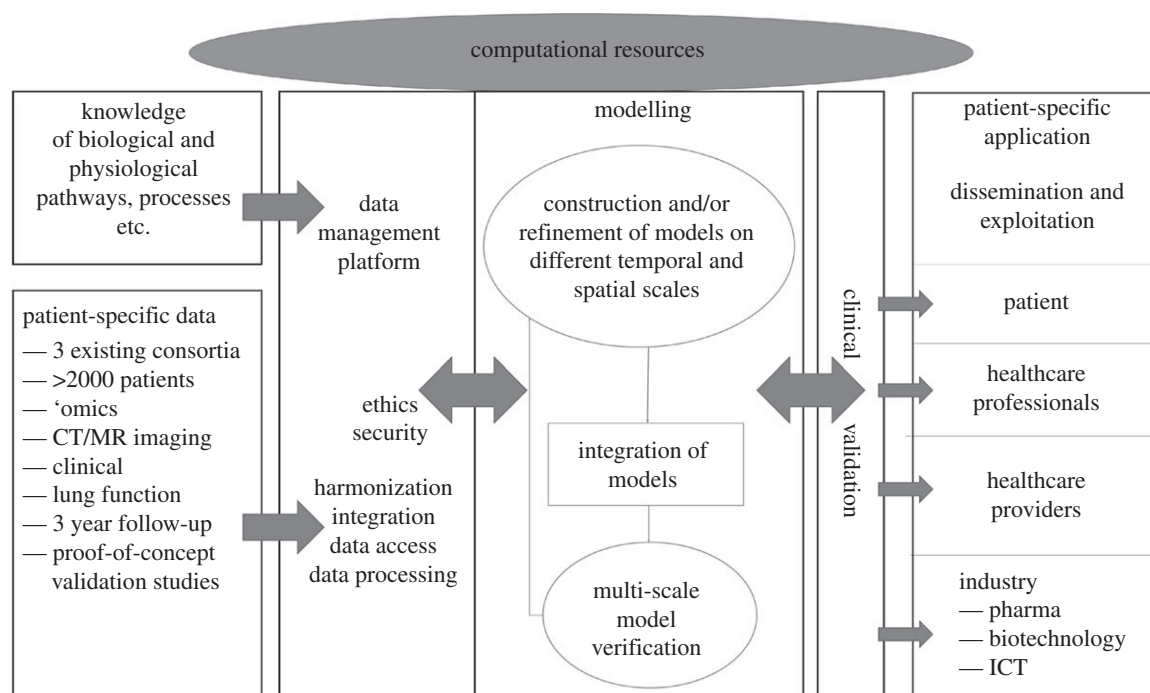 computational resources
knowledge
of biological and
physiological
pathways, processes
etc.
patient-specific data
— 3 existing consortia
— >2000 patients
— ‘omics
— CT/MR imaging
— clinical
— lung function
— 3 year follow-up
— proof-of-concept
validation studies
data
management
platform
ethics
security
harmonization
integration
data access
data processing
modelling
construction and/or
refinement of models on
different temporal and
spatial scales
integration of
models
multi-scale
model
verification
clinical validation
patient-specific
application
dissemination and
exploitation
patient
healthcare
professionals
healthcare
providers
industry
— pharma
— biotechnology
— ICT